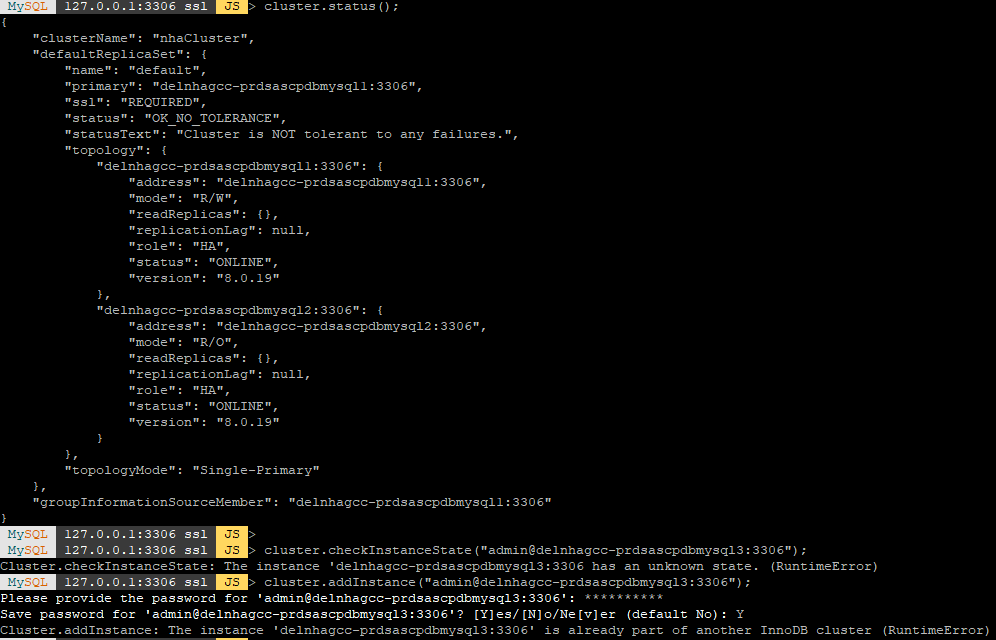 MySQL 127.0.0.1:3306 ssl JS > cluster.status();
{
    "clusterName": "nhaCluster",
    "defaultReplicaSet": {
        "name": "default",
        "primary": "delnhagcc-prdsascpdbmysql1:3306",
        "ssl": "REQUIRED",
        "status": "OK_NO_TOLERANCE",
        "statusText": "Cluster is NOT tolerant to any failures.",
        "topology": {
            "delnhagcc-prdsascpdbmysql1:3306": {
                "address": "delnhagcc-prdsascpdbmysql1:3306",
                "mode": "R/W",
                "readReplicas": {},
                "replicationLag": null,
                "role": "HA",
                "status": "ONLINE",
                "version": "8.0.19"
            },
            "delnhagcc-prdsascpdbmysql2:3306": {
                "address": "delnhagcc-prdsascpdbmysql2:3306",
                "mode": "R/O",
                "readReplicas": {},
                "replicationLag": null,
                "role": "HA",
                "status": "ONLINE",
                "version": "8.0.19"
            }
        },
        "topologyMode": "Single-Primary"
    },
    "groupInformationSourceMember": "delnhagcc-prdsascpdbmysql1:3306"
}
MySQL 127.0.0.1:3306 ssl JS >
MySQL 127.0.0.1:3306 ssl JS > cluster.checkInstanceState("admin@delnhagcc-prdsascpdbmysql3:3306");
Cluster.checkInstanceState: The instance 'delnhagcc-prdsascpdbmysql3:3306 has an unknown state. (RuntimeError)
MySQL 127.0.0.1:3306 ssl JS > cluster.addInstance("admin@delnhagcc-prdsascpdbmysql3:3306");
Please provide the password for 'admin@delnhagcc-prdsascpdbmysql3:3306': **********
Save password for 'admin@delnhagcc-prdsascpdbmysql3:3306'? [Y]es/[N]o/Ne[v]er (default No): Y
Cluster.addInstance: The instance 'delnhagcc-prdsascpdbmysql3:3306' is already part of another InnoDB cluster (RuntimeError)